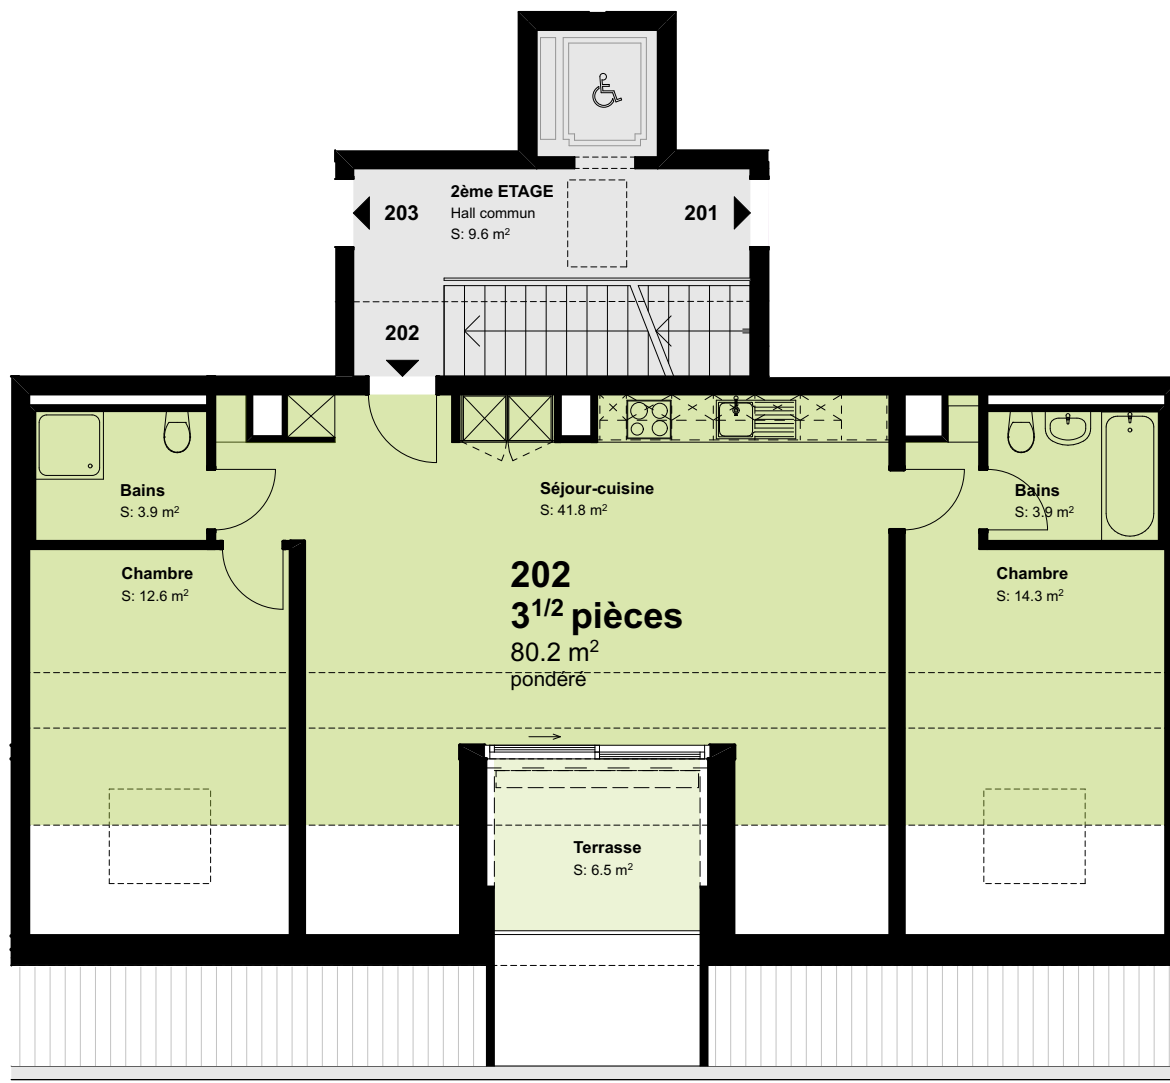 2ème ETAGE
Hall commun
S: 9.6 m²
203
201
202
Bains
S: 3.9 m²
Séjour-cuisine
S: 41.8 m²
Bains
S: 3.9 m²
Chambre
S: 12.6 m²
202
3 1/2 pièces
80.2 m²
pondéré
Chambre
S: 14.3 m²
Terrasse
S: 6.5 m²